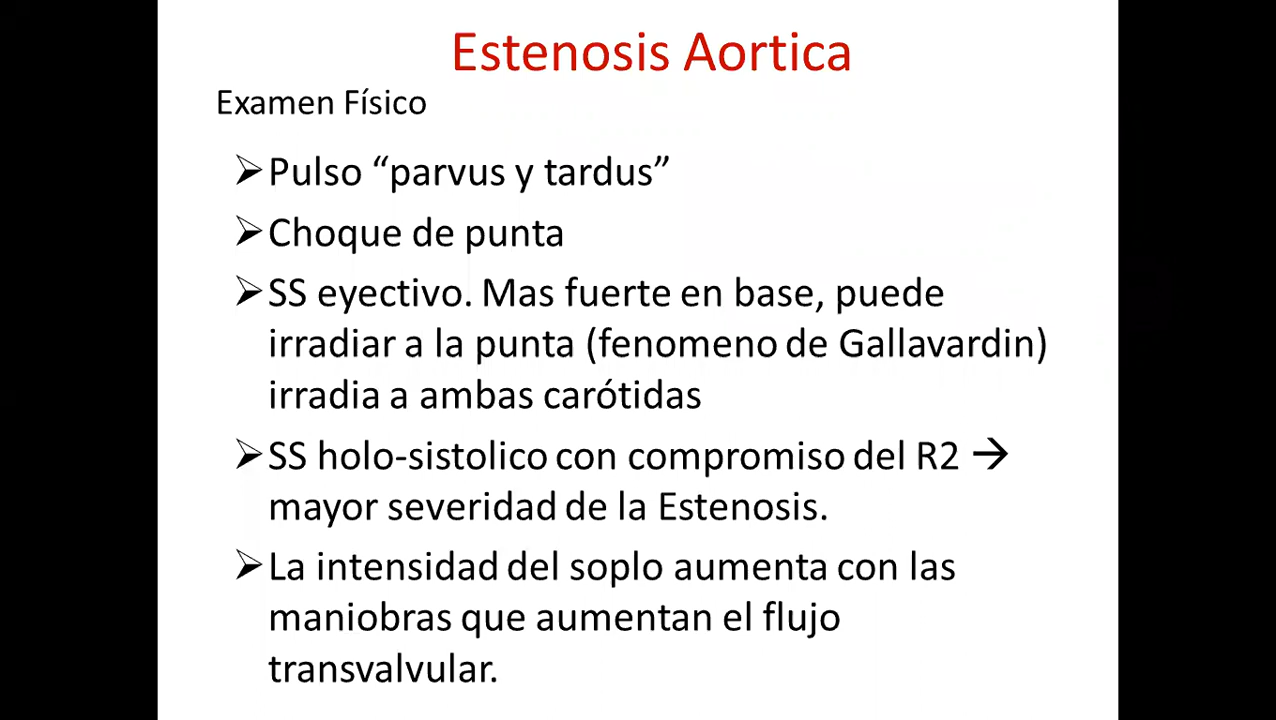 Estenosis Aortica
Examen Físico
➢Pulso “parvus y tardus”
➢Choque de punta
➢SS eyectivo. Mas fuerte en base, puede
irradiar a la punta (fenomeno de Gallavardin)
irradia a ambas carótidas
➢SS holo-sistolico con compromiso del R2 →
mayor severidad de la Estenosis.
➢La intensidad del soplo aumenta con las
maniobras que aumentan el flujo
transvalvular.